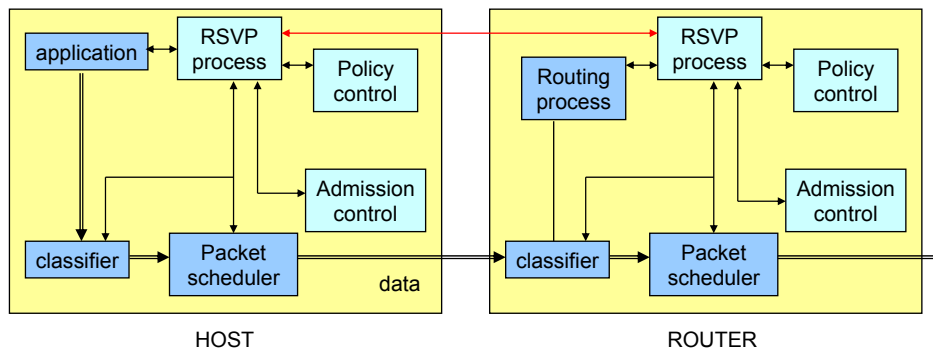 application
RSVP
process
Policy
control
Admission
control
classifier
Packet
scheduler
data
HOST
RSVP
process
Routing
process
Policy
control
Admission
control
classifier
Packet
scheduler
ROUTER